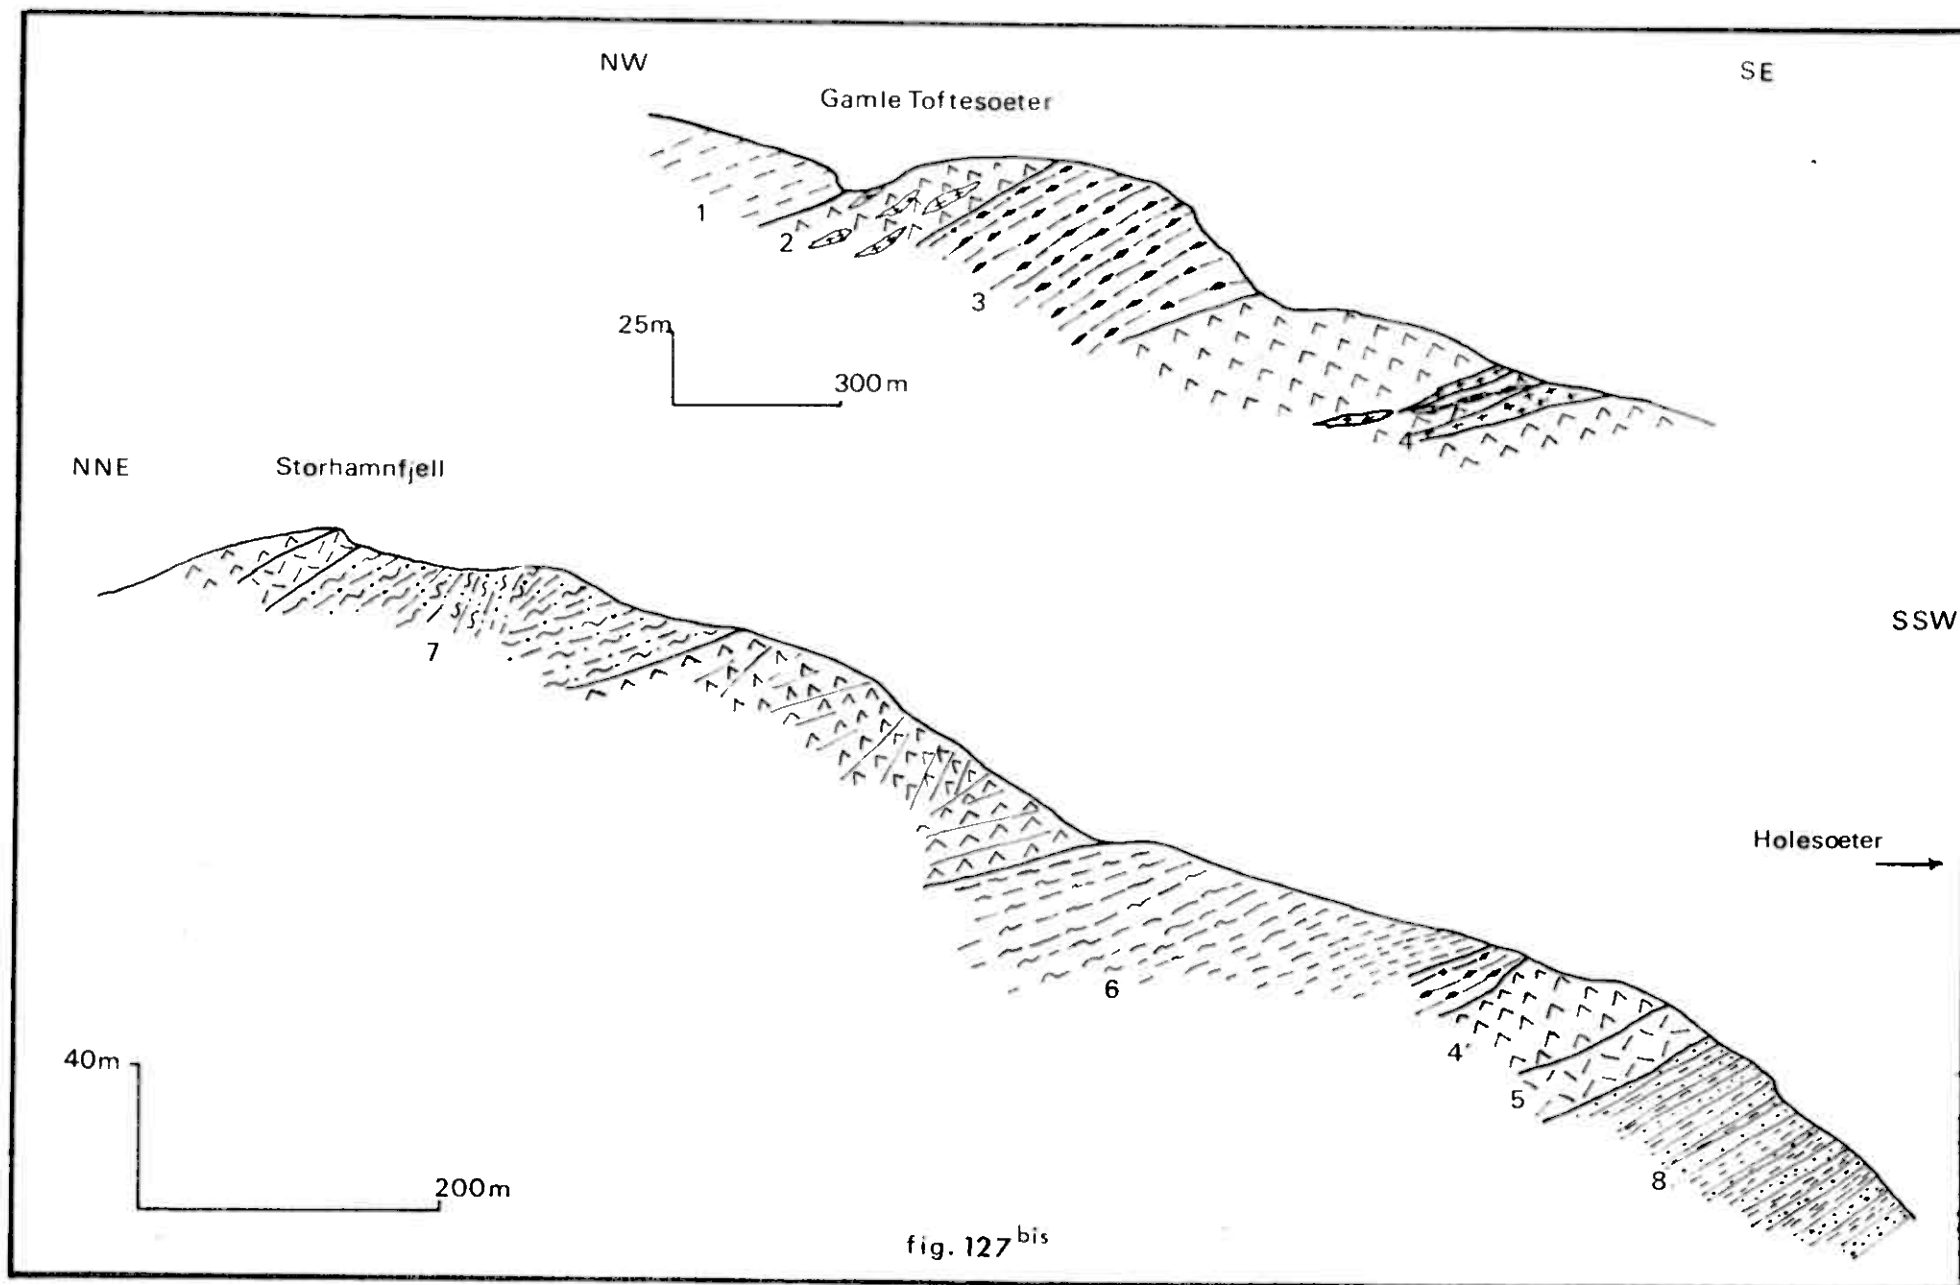 NW
SE
Gamle Toftesoeter
1
2
3
25m
300m
4
NNE
Storhamnfjell
SSW
7
Holesoeter
6
4
5
40m
8
200m
fig. 127bis